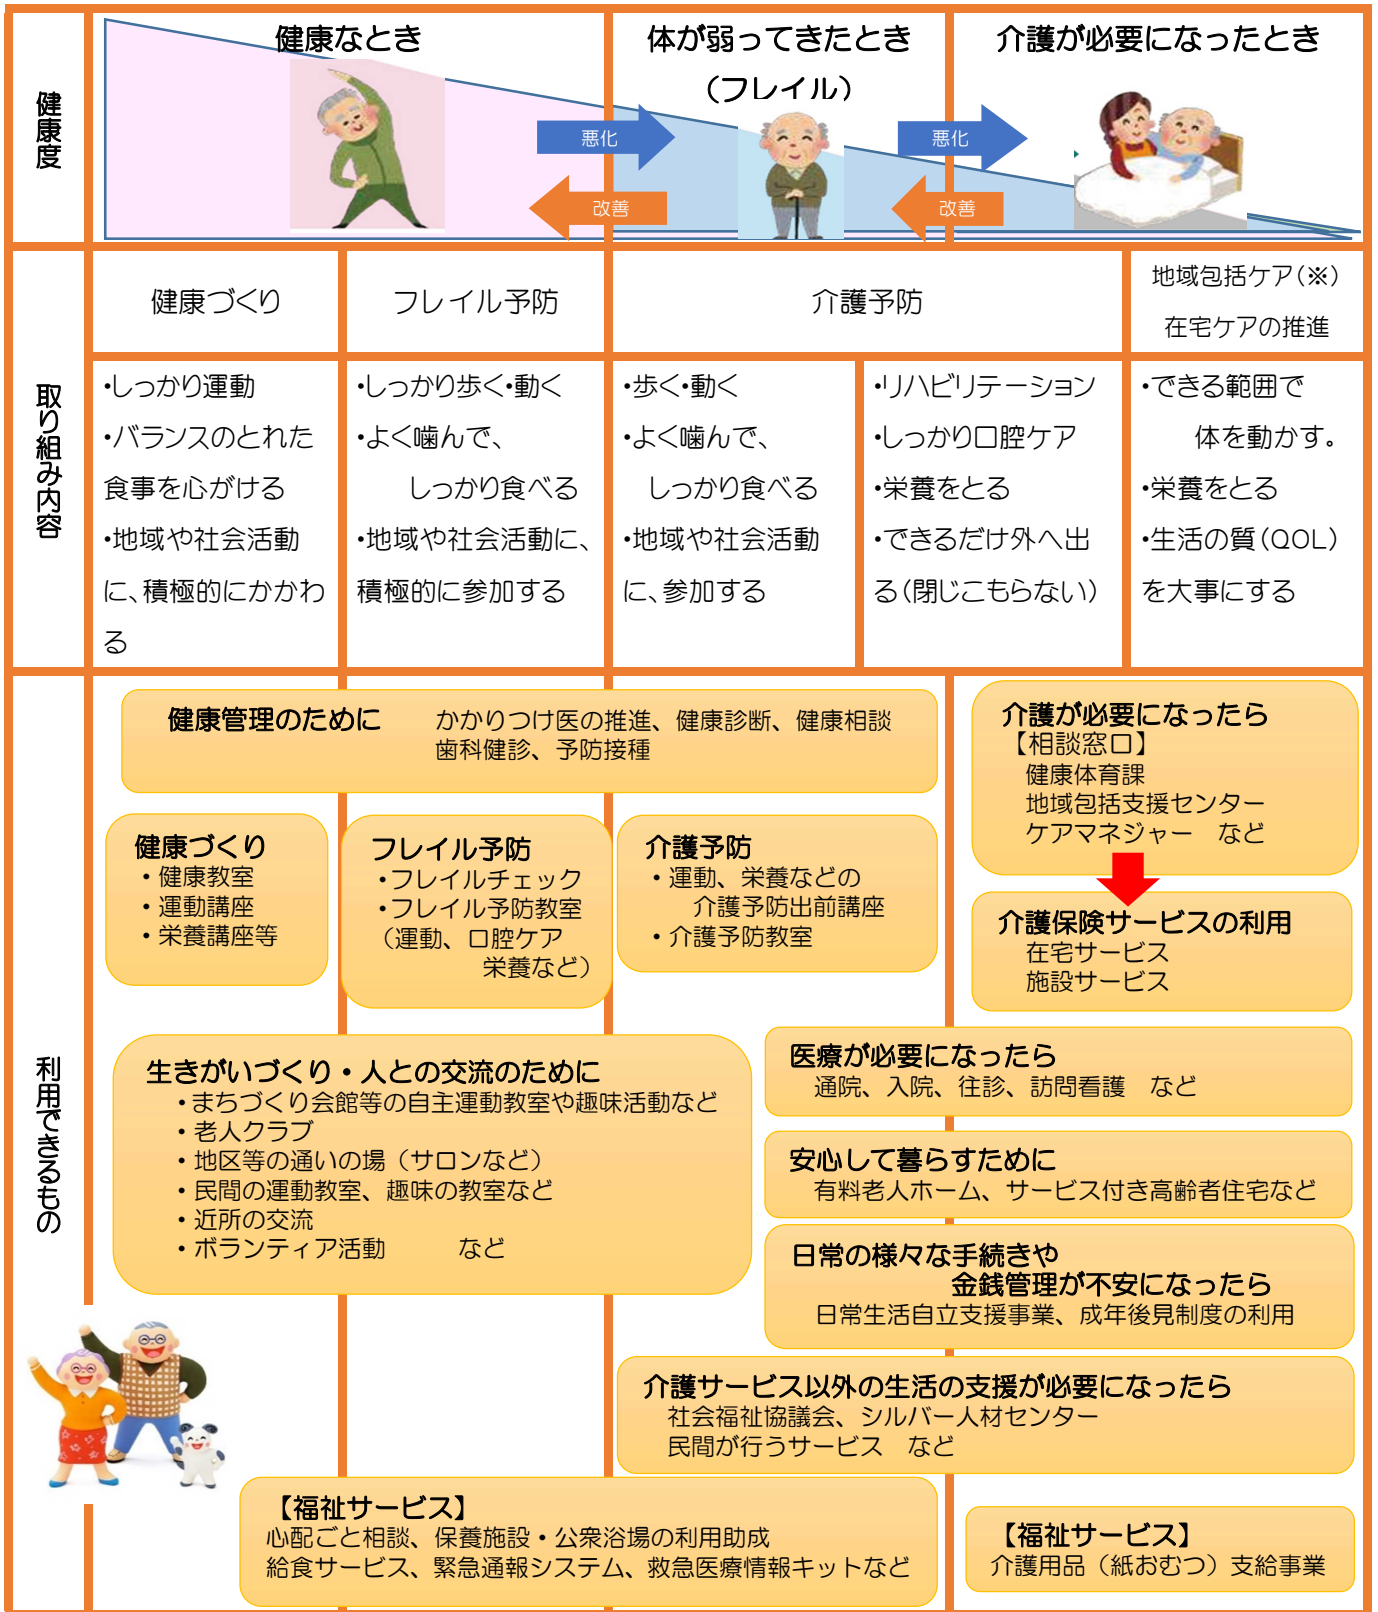 健康度
健康なとき
体が弱ってきたとき
（フレイル）
介護が必要になったとき
悪化
悪化
改善
改善
取り組み内容
健康づくり
フレイル予防
介護予防
地域包括ケア（※）
在宅ケアの推進
・しっかり運動
・バランスのとれた
食事を心がける
・地域や社会活動
に、積極的にかかわ
る
・しっかり歩く・動く
・よく噛んで、
しっかり食べる
・地域や社会活動に、
積極的に参加する
・歩く・動く
・よく噛んで、
しっかり食べる
・地域や社会活動
に、参加する
・リハビリテーション
・しっかり口腔ケア
・栄養をとる
・できるだけ外へ出
る（閉じこもらない）
・できる範囲で
体を動かす。
・栄養をとる
・生活の質（QOL）
を大事にする
利用できるもの
健康管理のために　かかりつけ医の推進、健康診断、健康相談
歯科健診、予防接種
健康づくり
・健康教室
・運動講座
・栄養講座等
フレイル予防
・フレイルチェック
・フレイル予防教室
（運動、口腔ケア
栄養など）
介護予防
・運動、栄養などの
介護予防出前講座
・介護予防教室
介護が必要になったら
【相談窓口】
健康体育課
地域包括支援センター
ケアマネジャー　など
介護保険サービスの利用
在宅サービス
施設サービス
生きがいづくり・人との交流のために
・まちづくり会館等の自主運動教室や趣味活動など
・老人クラブ
・地区等の通いの場（サロンなど）
・民間の運動教室、趣味の教室など
・近所の交流
・ボランティア活動　　　など
医療が必要になったら
通院、入院、往診、訪問看護　など
安心して暮らすために
有料老人ホーム、サービス付き高齢者住宅など
日常の様々な手続きや
金銭管理が不安になったら
日常生活自立支援事業、成年後見制度の利用
介護サービス以外の生活の支援が必要になったら
社会福祉協議会、シルバー人材センター
民間が行うサービス　など
【福祉サービス】
心配ごと相談、保養施設・公衆浴場の利用助成
給食サービス、緊急通報システム、救急医療情報キットなど
【福祉サービス】
介護用品（紙おむつ）支給事業